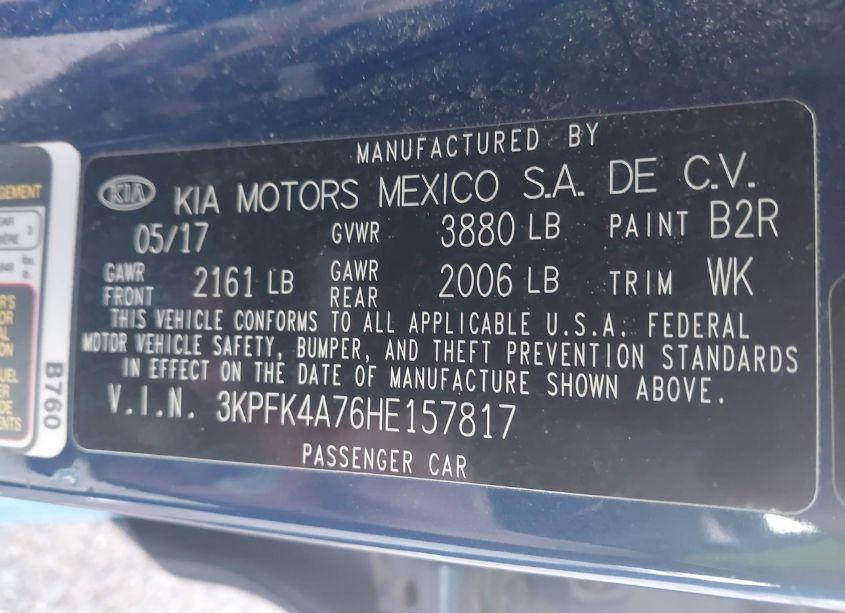 MANUFACTURED BY
KIA KIA MOTORS MEXICO S.A. DE C.V.
05/17 GVWR 3880 LB PAINT B2R
GAWR FRONT 2161 LB GAWR REAR 2006 LB TRIM WK
THIS VEHICLE CONFORMS TO ALL APPLICABLE U.S.A. FEDERAL
MOTOR VEHICLE SAFETY, BUMPER, AND THEFT PREVENTION STANDARDS
IN EFFECT ON THE DATE OF MANUFACTURE SHOWN ABOVE.
V.I.N. 3KPFK4A76HE157817
PASSENGER CAR
B760